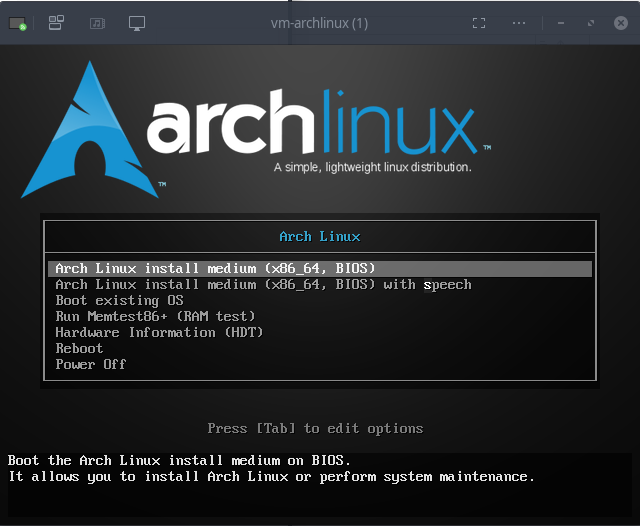 vm-archlinux (1)
archlinux™
A simple, lightweight linux distribution.
™
Arch Linux
Arch Linux install medium (x86_64, BIOS)
Arch Linux install medium (x86_64, BIOS) with speech
Boot existing OS
Run Memtest86+ (RAM test)
Hardware Information (HDT)
Reboot
Power Off
Press [Tab] to edit options
Boot the Arch Linux install medium on BIOS.
It allows you to install Arch Linux or perform system maintenance.